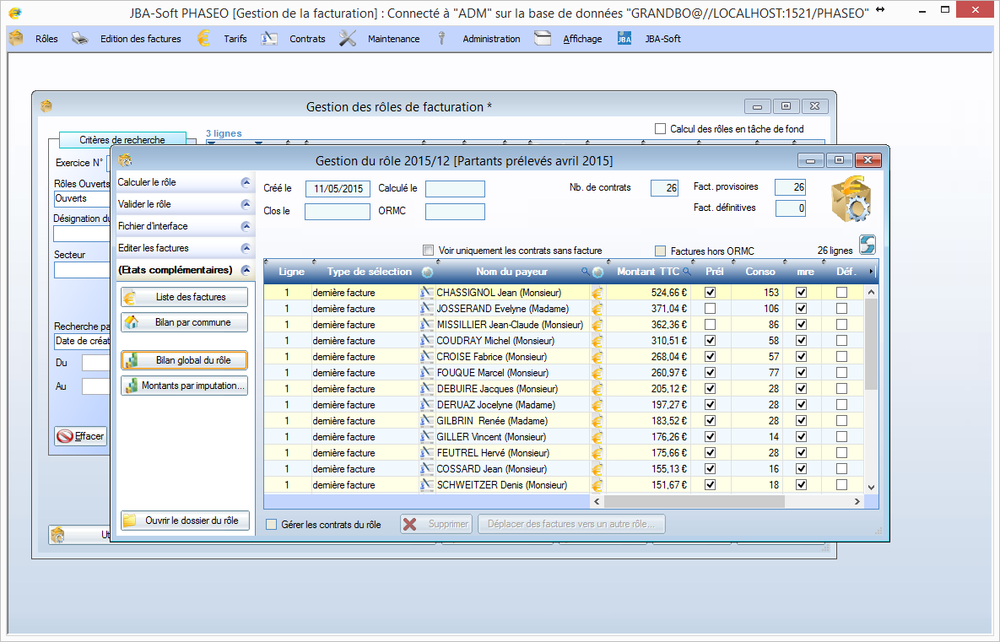 JBA-Soft PHASEO [Gestion de la facturation] : Connecté à "ADM" sur la base de données "GRANDBO@//LOCALHOST:1521/PHASEO"
Rôles Edition des factures Tarifs Contrats Maintenance Administration Affichage JBA JBA-Soft
Gestion des rôles de facturation *
Critères de recherche
3 lignes
Calcul des rôles en tâche de fond
Exercice N°
Rôles Ouverts
Ouverts
Désignation du
Secteur
Recherche pa
Date de créat
Du
Au
Effacer
Gestion du rôle 2015/12 [Partants prélevés avril 2015]
Calculer le rôle
Valider le rôle
Fichier d'interface
Editer les factures
(Etats complémentaires)
Liste des factures
Bilan par commune
Bilan global du rôle
Montants par imputation...
Ouvrir le dossier du rôle
Créé le 11/05/2015 Calculé le Nb. de contrats 26 Fact. provisoires 26
Clos le ORMC Fact. définitives 0
Voir uniquement les contrats sans facture Factures hors ORMC 26 lignes
Ligne Type de sélection Nom du payeur Montant TTC Prél Conso mre Déf.
1 dernière facture CHASSIGNOL Jean (Monsieur) 524,66 € 153
1 dernière facture JOSSERAND Evelyne (Madame) 371,04 € 106
1 dernière facture MISSILLIER Jean-Claude (Monsieur) 362,36 € 86
1 dernière facture COUDRAY Michel (Monsieur) 310,51 € 58
1 dernière facture CROISE Fabrice (Monsieur) 268,04 € 57
1 dernière facture FOUQUE Marcel (Monsieur) 260,97 € 77
1 dernière facture DEBUIRE Jacques (Monsieur) 205,12 € 28
1 dernière facture DERUAZ Jocelyne (Madame) 197,27 € 28
1 dernière facture GILBRIN Renée (Madame) 183,52 € 28
1 dernière facture GILLER Vincent (Monsieur) 176,26 € 14
1 dernière facture FEUTREL Hervé (Monsieur) 175,66 € 28
1 dernière facture COSSARD Jean (Monsieur) 155,13 € 16
1 dernière facture SCHWEITZER Denis (Monsieur) 151,67 € 18
Gérer les contrats du rôle Supprimer Déplacer des factures vers un autre rôle...
Ut